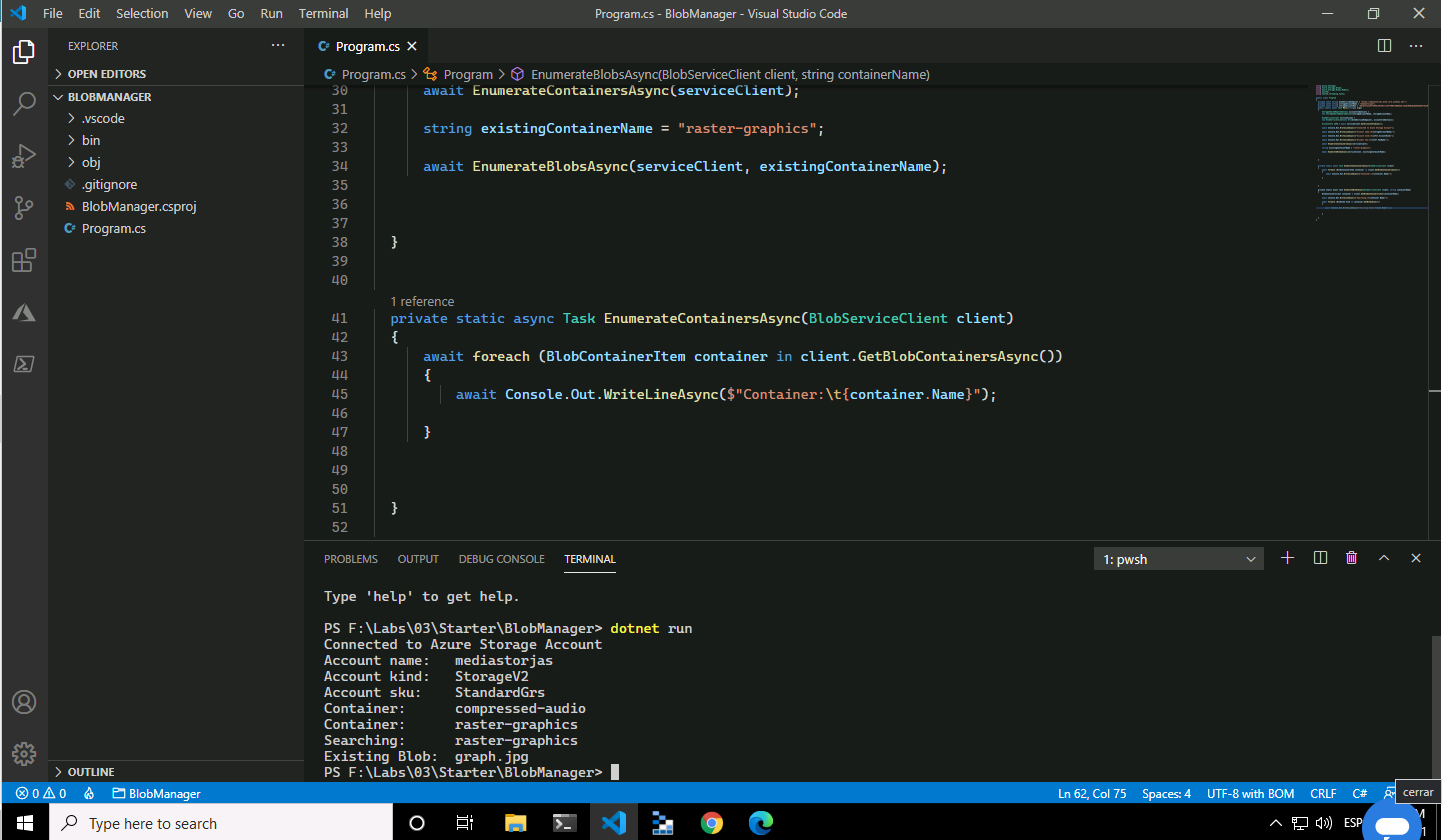 File Edit Selection View Go Run Terminal Help Program.cs - BlobManager - Visual Studio Code
EXPLORER
OPEN EDITORS
BLOBMANAGER
.vscode
bin
obj
.gitignore
BlobManager.csproj
Program.cs
OUTLINE
Program.cs
Program.cs > Program > EnumerateBlobsAsync(BlobServiceClient client, string containerName)
30 await EnumerateContainersAsync(serviceClient);
31
32 string existingContainerName = "raster-graphics";
33
34 await EnumerateBlobsAsync(serviceClient, existingContainerName);
35
36
37
38 }
39
40
1 reference
41 private static async Task EnumerateContainersAsync(BlobServiceClient client)
42 {
43 await foreach (BlobContainerItem container in client.GetBlobContainersAsync())
44 {
45 await Console.Out.WriteLineAsync($"Container:\t{container.Name}");
46
47 }
48
49
50
51 }
52
PROBLEMS OUTPUT DEBUG CONSOLE TERMINAL 1: pwsh
Type 'help' to get help.
PS F:\Labs\03\Starter\BlobManager> dotnet run
Connected to Azure Storage Account
Account name: mediastorjas
Account kind: StorageV2
Account sku: StandardGrs
Container: compressed-audio
Container: raster-graphics
Searching: raster-graphics
Existing Blob: graph.jpg
PS F:\Labs\03\Starter\BlobManager>
0 0 BlobManager Ln 62, Col 75 Spaces: 4 UTF-8 with BOM CRLF C#
cerrar
Type here to search
ESP